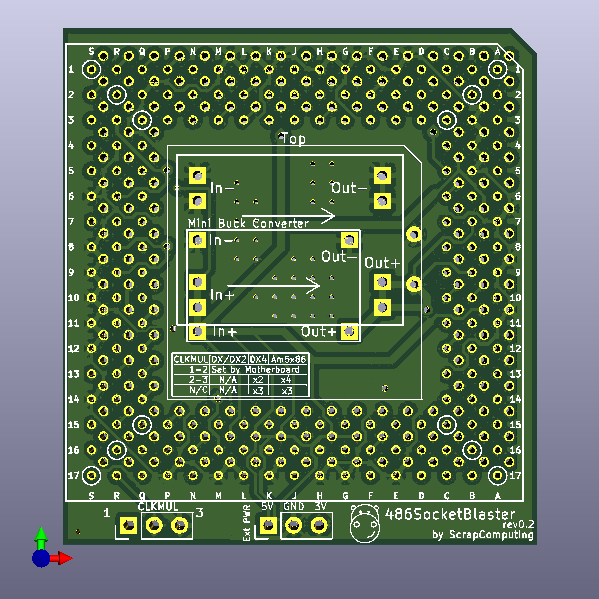 S R Q P N M L K J H G F E D C B A
1 1
2 2
3 3
Top
4 4
5 5
In- Out-
6 6
7 7
Mini Buck Converter
8 In- 8
Out-
9 Out+ 9
10 In+ 10
11 In+ Out+ 11
12 12
CLKMUL DX/DX2 DX4 Am5x86
1-2 Set by Motherboard
13 13
2-3 N/A x2 x4
N/C N/A x3 x3
14 14
15 15
16 16
17 17
S R Q P N M L K J H G F E D C B A
CLKMUL
1 3
Ext PWR
5V GND 3V
486SocketBlaster
rev0.2
by ScrapComputing